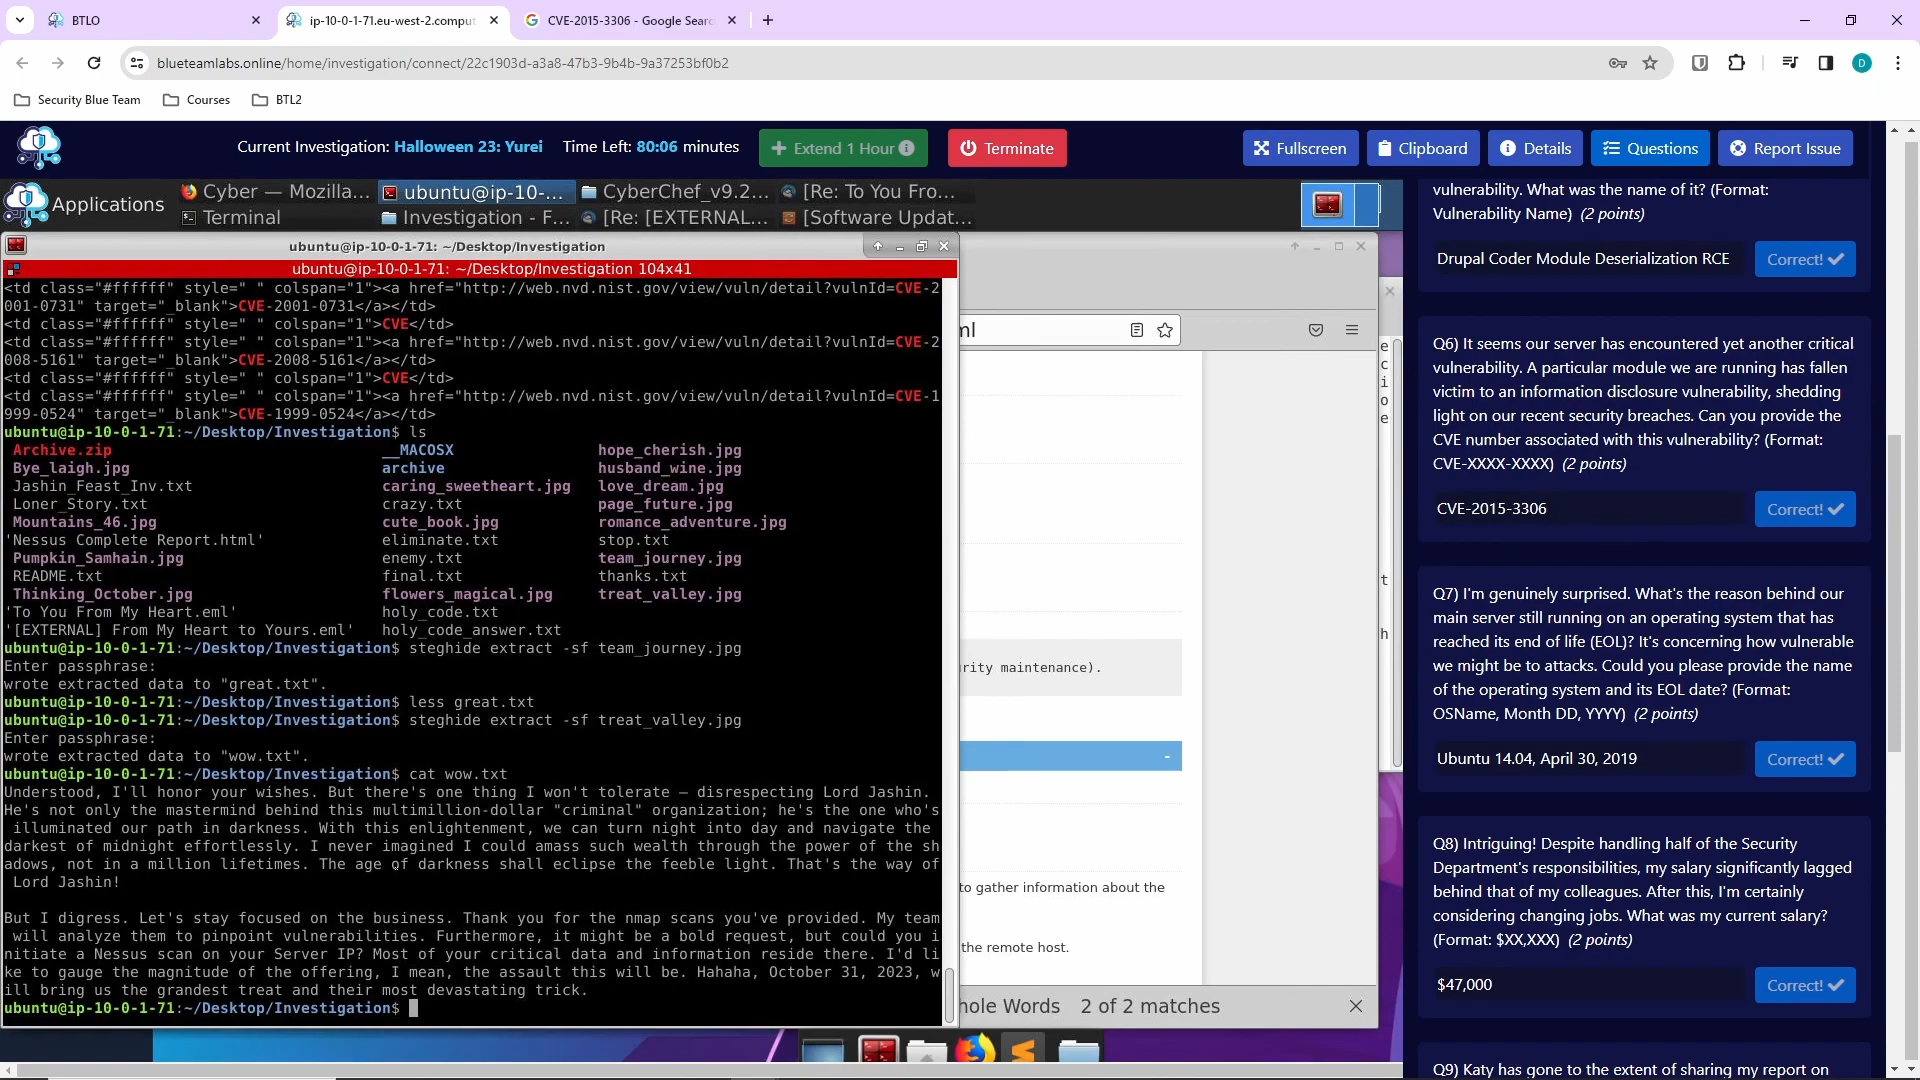 BTLO
ip-10-0-1-71.eu-west-2.comput
CVE-2015-3306 - Google Searc
blueteamlabs.online/home/investigation/connect/22c1903d-a3a8-47b3-9b4b-9a37253bf0b2
D
Security Blue Team
Courses
BTL2
Current Investigation: Halloween 23: Yurei
Time Left: 80:06 minutes
Extend 1 Hour
Terminate
Fullscreen
Clipboard
Details
Questions
Report Issue
Applications
Cyber — Mozilla...
ubuntu@ip-10-...
CyberChef_v9.2...
[Re: To You Fro...
Terminal
Investigation - F...
[Re: [EXTERNAL...
[Software Updat...
ubuntu@ip-10-0-1-71: ~/Desktop/Investigation
ubuntu@ip-10-0-1-71: ~/Desktop/Investigation 104x41
<td class="#ffffff" style=" " colspan="1"><a href="http://web.nvd.nist.gov/view/vuln/detail?vulnId=CVE-2
001-0731" target="_blank">CVE-2001-0731</a></td>
<td class="#ffffff" style=" " colspan="1">CVE</td>
<td class="#ffffff" style=" " colspan="1"><a href="http://web.nvd.nist.gov/view/vuln/detail?vulnId=CVE-2
008-5161" target="_blank">CVE-2008-5161</a></td>
<td class="#ffffff" style=" " colspan="1">CVE</td>
<td class="#ffffff" style=" " colspan="1"><a href="http://web.nvd.nist.gov/view/vuln/detail?vulnId=CVE-1
999-0524" target="_blank">CVE-1999-0524</a></td>
ubuntu@ip-10-0-1-71:~/Desktop/Investigation$ ls
Archive.zip __MACOSX hope_cherish.jpg
Bye_laigh.jpg archive husband_wine.jpg
Jashin_Feast_Inv.txt caring_sweetheart.jpg love_dream.jpg
Loner_Story.txt crazy.txt page_future.jpg
Mountains_46.jpg cute_book.jpg romance_adventure.jpg
'Nessus Complete Report.html' eliminate.txt stop.txt
Pumpkin_Samhain.jpg enemy.txt team_journey.jpg
README.txt final.txt thanks.txt
Thinking_October.jpg flowers_magical.jpg treat_valley.jpg
'To You From My Heart.eml' holy_code.txt
'[EXTERNAL] From My Heart to Yours.eml' holy_code_answer.txt
ubuntu@ip-10-0-1-71:~/Desktop/Investigation$ steghide extract -sf team_journey.jpg
Enter passphrase:
wrote extracted data to "great.txt".
ubuntu@ip-10-0-1-71:~/Desktop/Investigation$ less great.txt
ubuntu@ip-10-0-1-71:~/Desktop/Investigation$ steghide extract -sf treat_valley.jpg
Enter passphrase:
wrote extracted data to "wow.txt".
ubuntu@ip-10-0-1-71:~/Desktop/Investigation$ cat wow.txt
Understood, I'll honor your wishes. But there's one thing I won't tolerate — disrespecting Lord Jashin.
He's not only the mastermind behind this multimillion-dollar "criminal" organization; he's the one who's
illuminated our path in darkness. With this enlightenment, we can turn night into day and navigate the
darkest of midnight effortlessly. I never imagined I could amass such wealth through the power of the sh
adows, not in a million lifetimes. The age of darkness shall eclipse the feeble light. That's the way of
Lord Jashin!
But I digress. Let's stay focused on the business. Thank you for the nmap scans you've provided. My team
will analyze them to pinpoint vulnerabilities. Furthermore, it might be a bold request, but could you i
nitiate a Nessus scan on your Server IP? Most of your critical data and information reside there. I'd li
ke to gauge the magnitude of the offering, I mean, the assault this will be. Hahaha, October 31, 2023, w
ill bring us the grandest treat and their most devastating trick.
ubuntu@ip-10-0-1-71:~/Desktop/Investigation$
ml
urity maintenance).
-
to gather information about the
the remote host.
hole Words 2 of 2 matches
e
c
i
o
e
t
h
vulnerability. What was the name of it? (Format:
Vulnerability Name) (2 points)
Drupal Coder Module Deserialization RCE
Correct!
Q6) It seems our server has encountered yet another critical
vulnerability. A particular module we are running has fallen
victim to an information disclosure vulnerability, shedding
light on our recent security breaches. Can you provide the
CVE number associated with this vulnerability? (Format:
CVE-XXXX-XXXX) (2 points)
CVE-2015-3306
Correct!
Q7) I'm genuinely surprised. What's the reason behind our
main server still running on an operating system that has
reached its end of life (EOL)? It's concerning how vulnerable
we might be to attacks. Could you please provide the name
of the operating system and its EOL date? (Format:
OSName, Month DD, YYYY) (2 points)
Ubuntu 14.04, April 30, 2019
Correct!
Q8) Intriguing! Despite handling half of the Security
Department's responsibilities, my salary significantly lagged
behind that of my colleagues. After this, I'm certainly
considering changing jobs. What was my current salary?
(Format: $XX,XXX) (2 points)
$47,000
Correct!
Q9) Katy has gone to the extent of sharing my report on